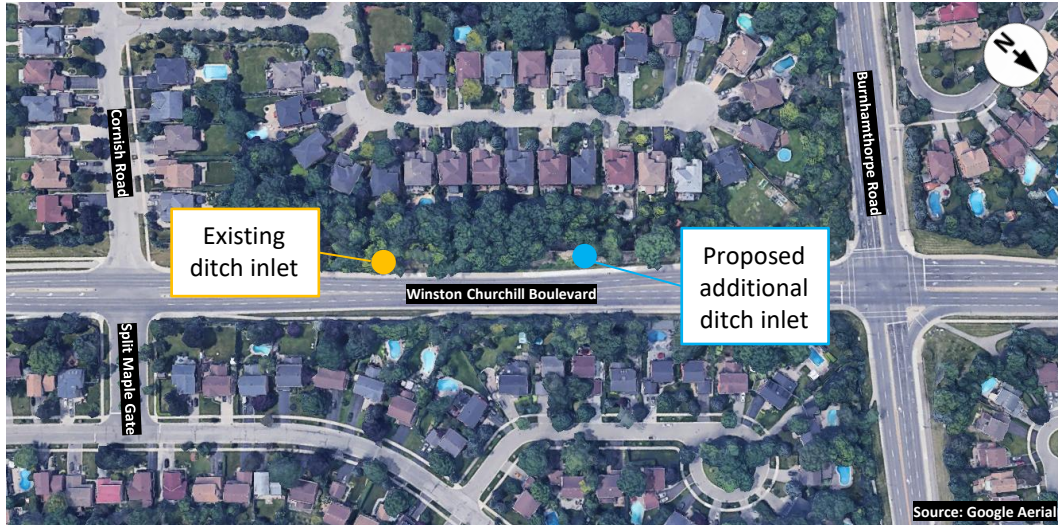 N
Cornish Road
Burnhamthorpe Road
Existing
ditch inlet
Proposed
additional
ditch inlet
Winston Churchill Boulevard
Split Maple Gate
Source: Google Aerial